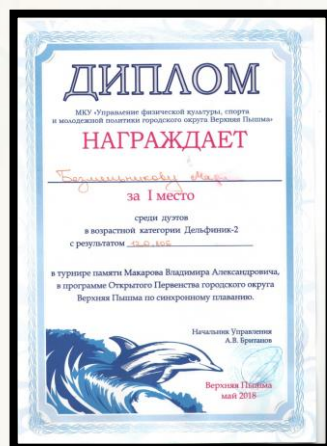 ДИПЛОМ
МКУ «Управление физической культуры, спорта
и молодежной политики городского округа Верхняя Пышма»
НАГРАЖДАЕТ
за I место
среди дуэтов
в возрастной категории Дельфиник-2
с результатом
в турнире памяти Макарова Владимира Александровича,
в программе Открытого Первенства городского округа
Верхняя Пышма по синхронному плаванию.
Начальник Управления
А.В. Британов
Верхняя Пышма
май 2018